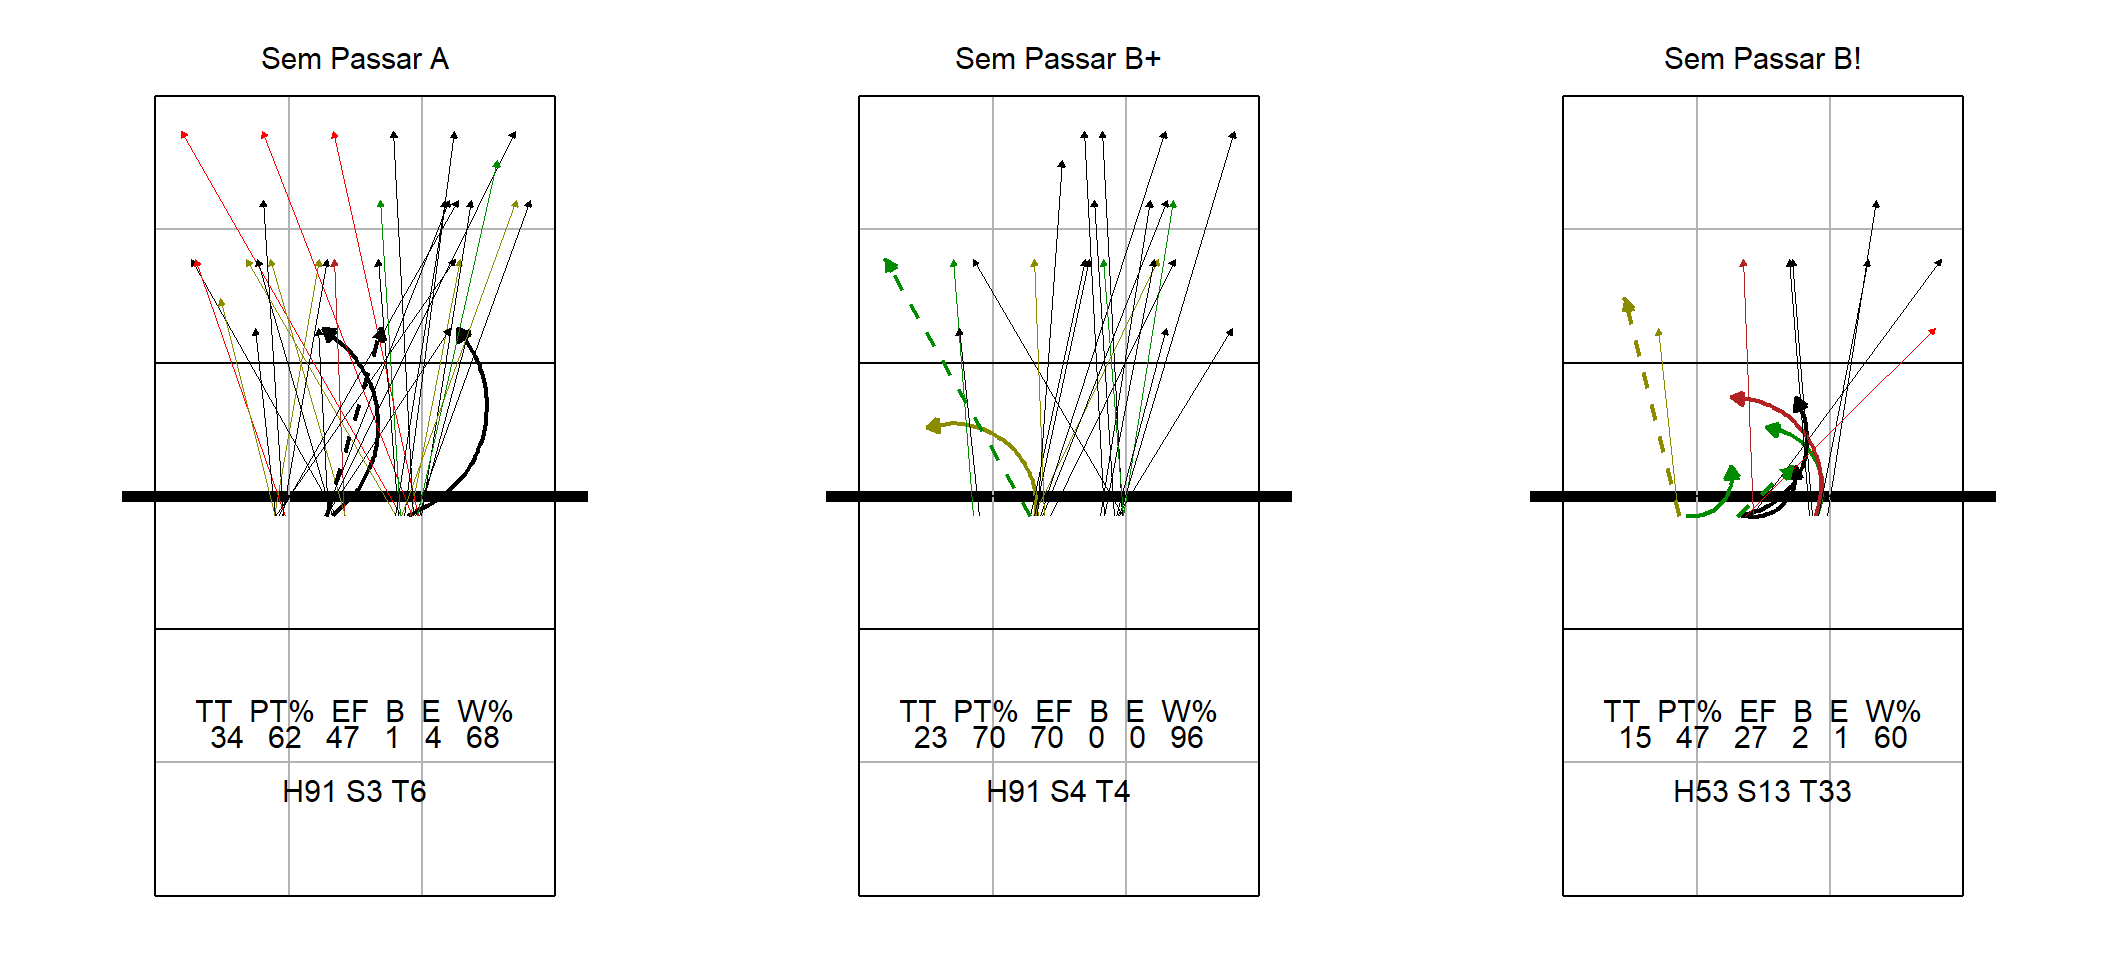 Sem Passar A
TT PT% EF B E W%
34 62 47 1 4 68
H91 S3 T6
Sem Passar B+
TT PT% EF B E W%
23 70 70 0 0 96
H91 S4 T4
Sem Passar B!
TT PT% EF B E W%
15 47 27 2 1 60
H53 S13 T33